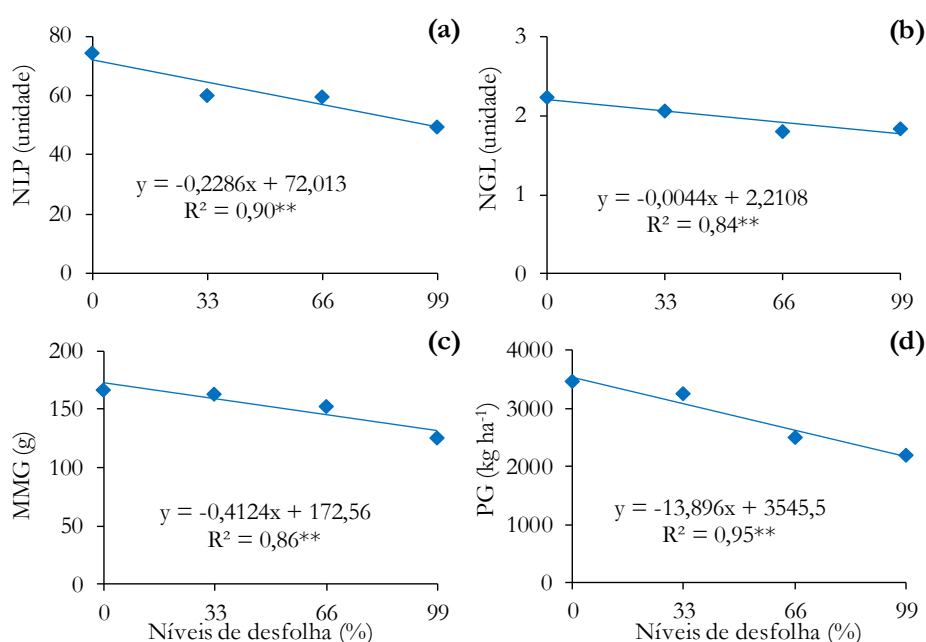 (a)
NLP (unidade)
80
60
40
20
0
y = -0,2286x + 72,013
R² = 0,90**
0 33 66 99
(b)
NGL (unidade)
3
2
1
0
y = -0,0044x + 2,2108
R² = 0,84**
0 33 66 99
(c)
MMG (g)
200
150
100
50
0
y = -0,4124x + 172,56
R² = 0,86**
0 33 66 99
Níveis de desfolha (%)
(d)
PG (kg ha⁻¹)
4000
3000
2000
1000
0
y = -13,896x + 3545,5
R² = 0,95**
0 33 66 99
Níveis de desfolha (%)